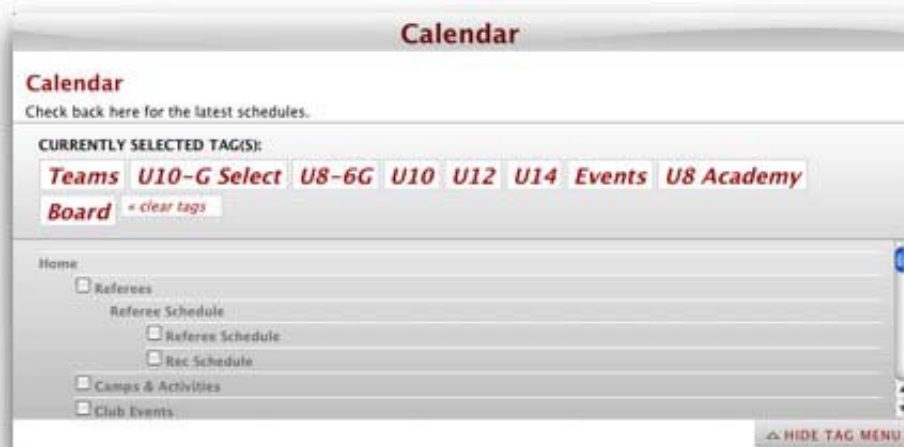 Calendar
Calendar
Check back here for the latest schedules.
CURRENTLY SELECTED TAG(S):
Teams U10-G Select U8-6G U10 U12 U14 Events U8 Academy
Board « clear tags
Home
Referees
Referee Schedule
Referee Schedule
Rec Schedule
Camps & Activities
Club Events
HIDE TAG MENU